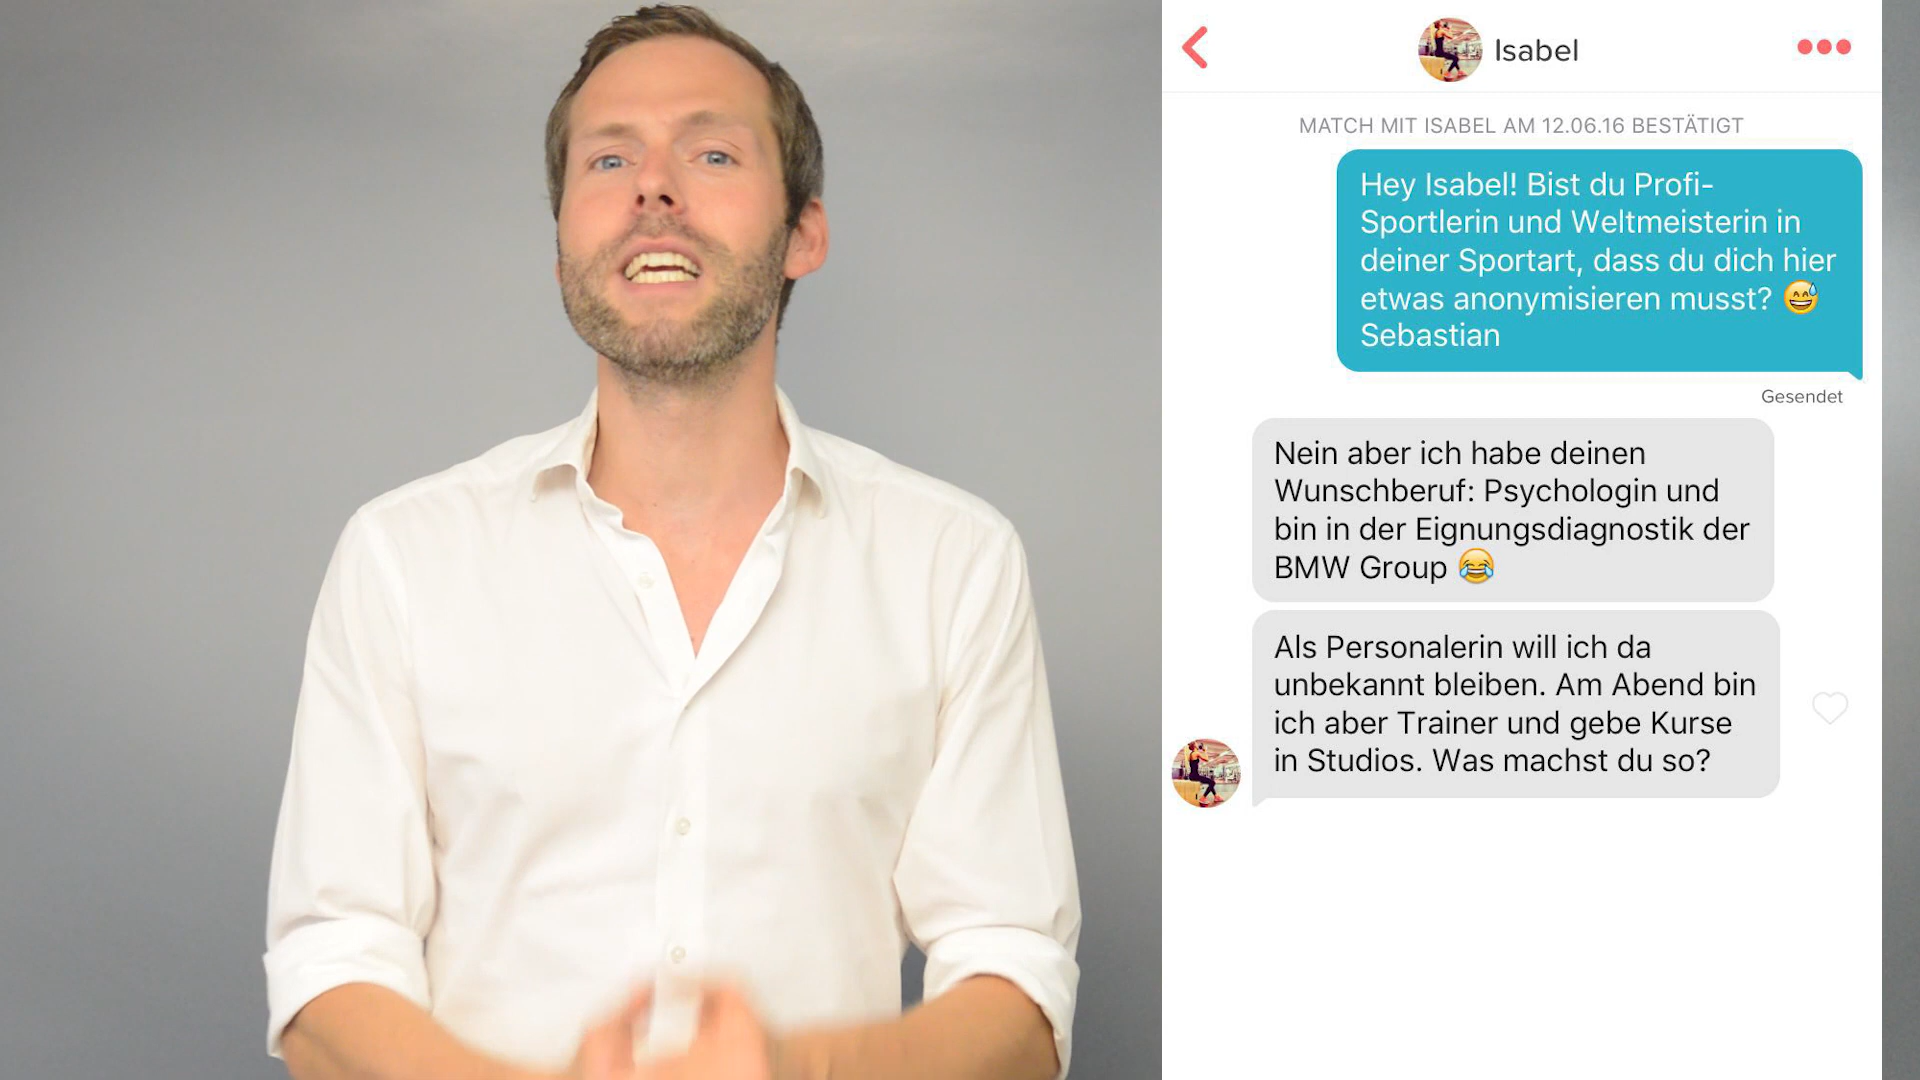 Isabel
MATCH MIT ISABEL AM 12.06.16 BESTÄTIGT
Hey Isabel! Bist du Profi-
Sportlerin und Weltmeisterin in
deiner Sportart, dass du dich hier
etwas anonymisieren musst? 😅
Sebastian
Gesendet
Nein aber ich habe deinen
Wunschberuf: Psychologin und
bin in der Eignungsdiagnostik der
BMW Group 😂
Als Personalerin will ich da
unbekannt bleiben. Am Abend bin
ich aber Trainer und gebe Kurse
in Studios. Was machst du so?